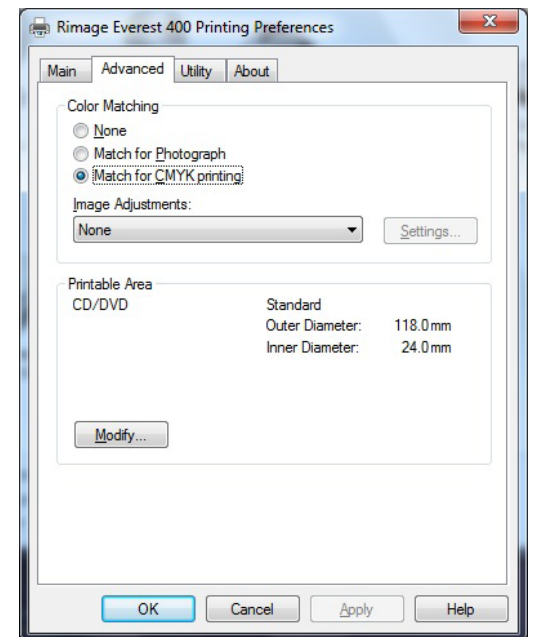 Rimage Everest 400 Printing Preferences
Main Advanced Utility About
Color Matching
None
Match for Photograph
Match for CMYK printing
Image Adjustments:
None Settings...
Printable Area
CD/DVD Standard
Outer Diameter: 118.0mm
Inner Diameter: 24.0mm
Modify...
OK Cancel Apply Help